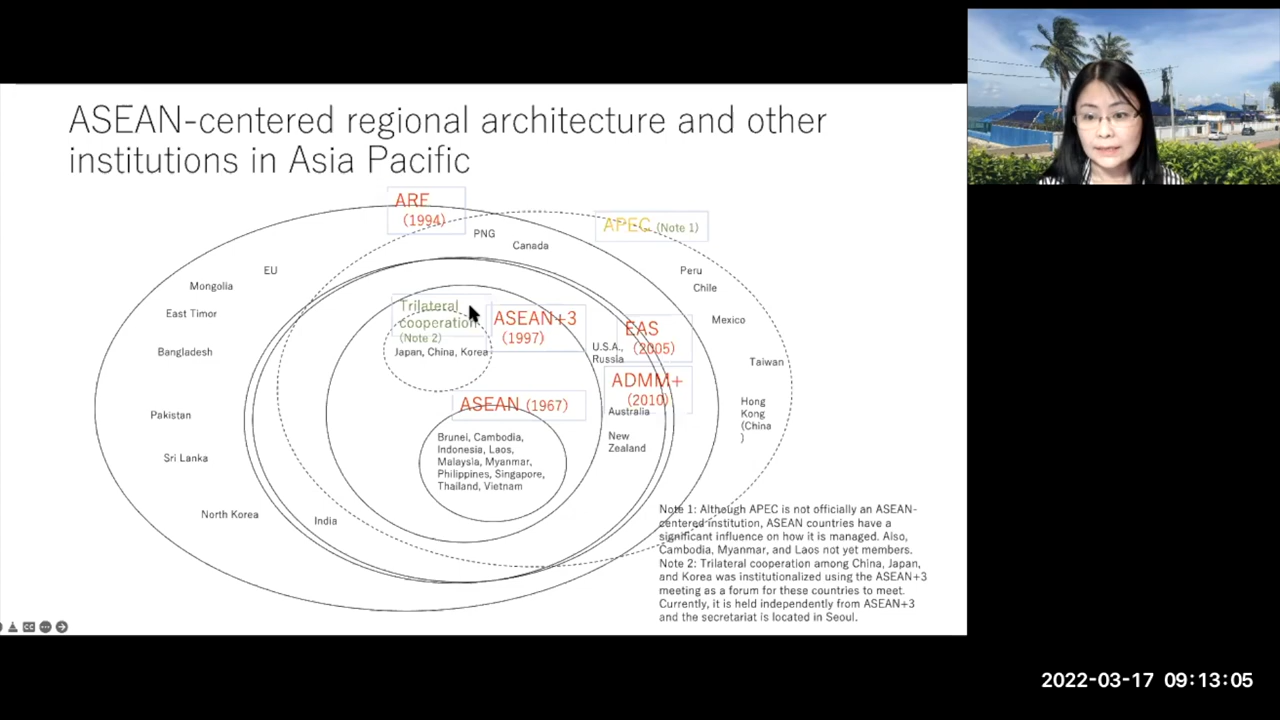 ASEAN-centered regional architecture and other
institutions in Asia Pacific
ARF
(1994)
APEC (Note 1)
PNG
Canada
EU
Peru
Mongolia
Chile
East Timor
Trilateral
cooperation
(Note 2)
Japan, China, Korea
ASEAN+3
(1997)
Mexico
EAS
(2005)
U.S.A.,
Russia
Bangladesh
Taiwan
ADMM+
(2010)
Australia
ASEAN (1967)
Hong
Kong
(China
)
Pakistan
New
Zealand
Brunei, Cambodia,
Indonesia, Laos,
Malaysia, Myanmar,
Philippines, Singapore,
Thailand, Vietnam
Sri Lanka
North Korea
India
Note 1: Although APEC is not officially an ASEAN-
centered institution, ASEAN countries have a
significant influence on how it is managed. Also,
Cambodia, Myanmar, and Laos not yet members.
Note 2: Trilateral cooperation among China, Japan,
and Korea was institutionalized using the ASEAN+3
meeting as a forum for these countries to meet.
Currently, it is held independently from ASEAN+3
and the secretariat is located in Seoul.
2022-03-17 09:13:05